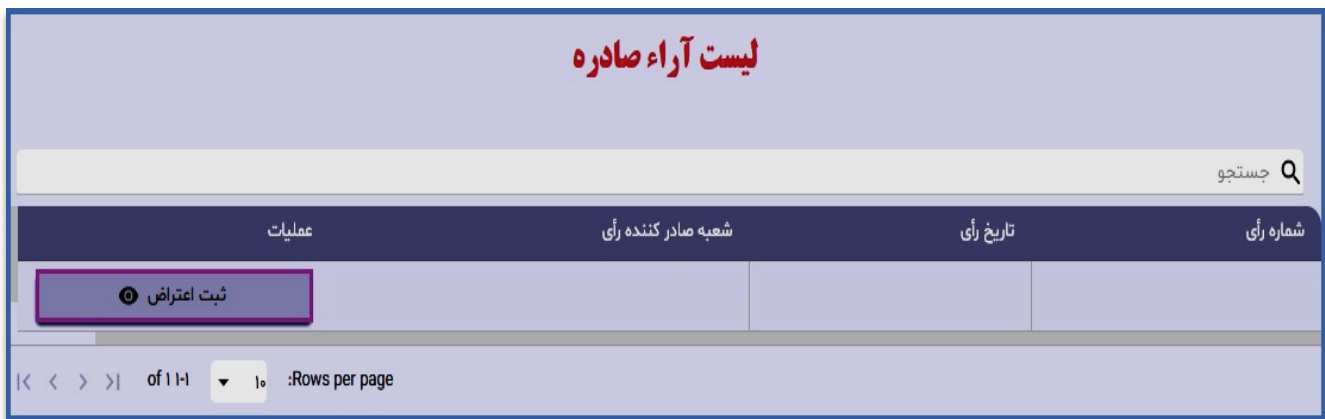 لیست آراء صادره
جستجو
شماره رأی تاریخ رأی شعبه صادر کننده رأی عملیات
ثبت اعتراض
Rows per page: ۱۰ ۱-۱ of ۱